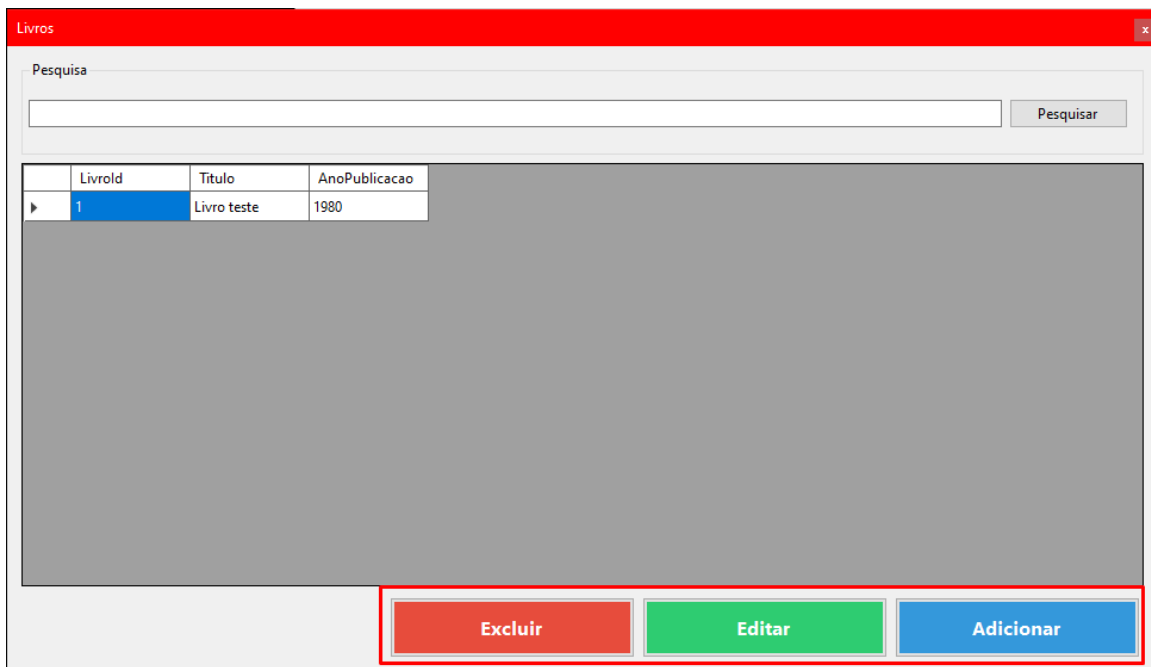 Livros x
Pesquisa
Pesquisar
LivroId Titulo AnoPublicacao
1 Livro teste 1980
Excluir Editar Adicionar